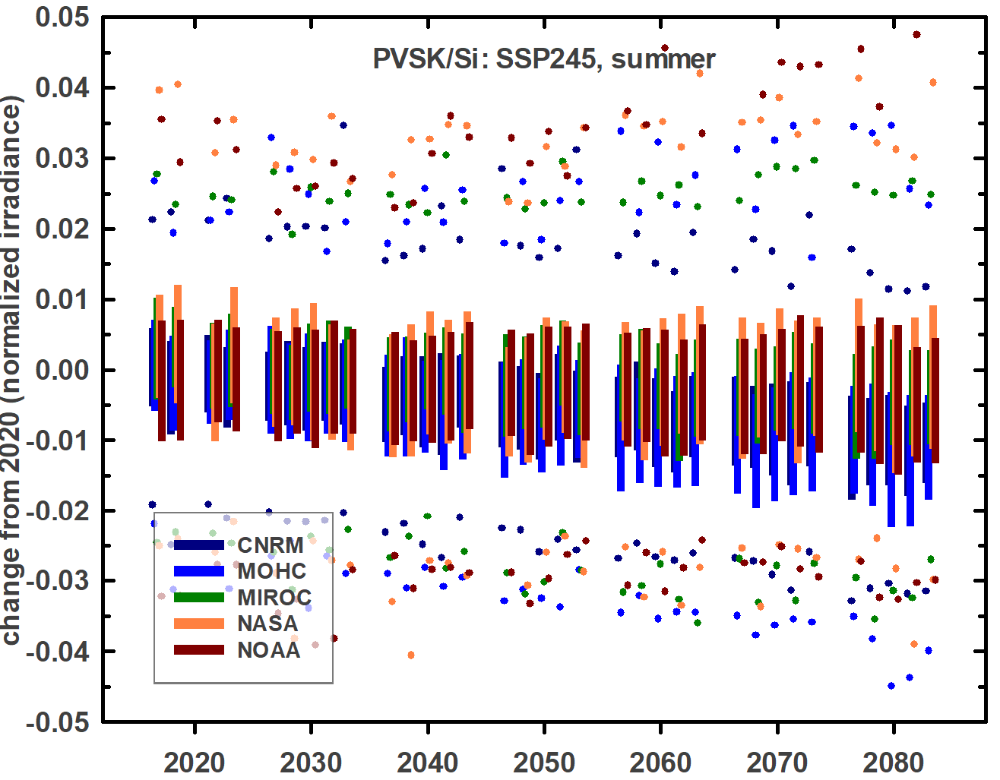 PVSK/Si: SSP245, summer
change from 2020 (normalized irradiance)
0.05
0.04
0.03
0.02
0.01
0.00
-0.01
-0.02
-0.03
-0.04
-0.05
CNRM
MOHC
MIROC
NASA
NOAA
2020 2030 2040 2050 2060 2070 2080